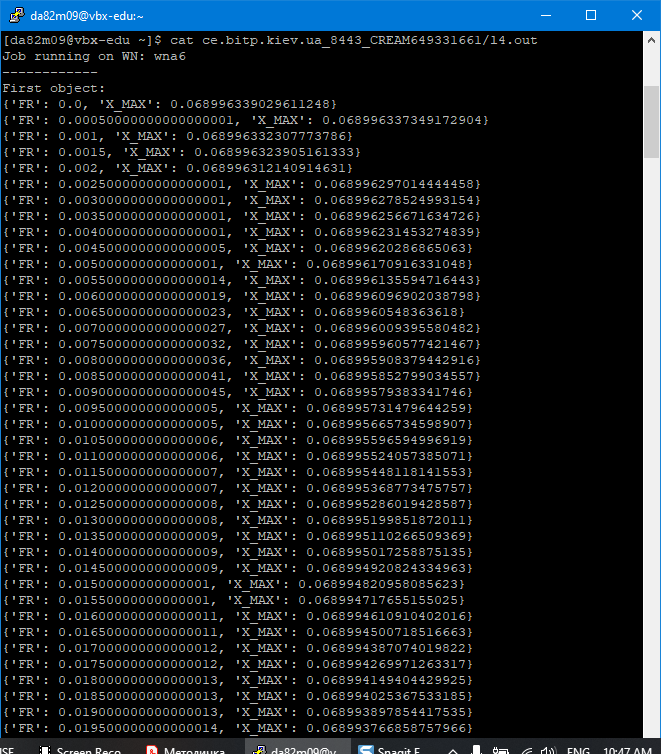 da82m09@vbx-edu:~
[da82m09@vbx-edu ~]$ cat ce.bitp.kiev.ua_8443_CREAM649331661/l4.out
Job running on WN: wna6
------------
First object:
{'FR': 0.0, 'X_MAX': 0.068996339029611248}
{'FR': 0.00050000000000000001, 'X_MAX': 0.068996337349172904}
{'FR': 0.001, 'X_MAX': 0.068996332307773786}
{'FR': 0.0015, 'X_MAX': 0.068996323905161333}
{'FR': 0.002, 'X_MAX': 0.068996312140914631}
{'FR': 0.0025000000000000001, 'X_MAX': 0.068996297014444458}
{'FR': 0.0030000000000000001, 'X_MAX': 0.068996278524993154}
{'FR': 0.0035000000000000001, 'X_MAX': 0.068996256671634726}
{'FR': 0.0040000000000000001, 'X_MAX': 0.068996231453274839}
{'FR': 0.0045000000000000005, 'X_MAX': 0.06899620286865063}
{'FR': 0.005000000000000001, 'X_MAX': 0.068996170916331048}
{'FR': 0.0055000000000000014, 'X_MAX': 0.068996135594716443}
{'FR': 0.0060000000000000019, 'X_MAX': 0.068996096902038798}
{'FR': 0.0065000000000000023, 'X_MAX': 0.0689960548363618}
{'FR': 0.0070000000000000027, 'X_MAX': 0.068996009395580482}
{'FR': 0.0075000000000000032, 'X_MAX': 0.068995960577421467}
{'FR': 0.0080000000000000036, 'X_MAX': 0.068995908379442916}
{'FR': 0.0085000000000000041, 'X_MAX': 0.068995852799034557}
{'FR': 0.0090000000000000045, 'X_MAX': 0.06899579383341746}
{'FR': 0.009500000000000005, 'X_MAX': 0.068995731479644259}
{'FR': 0.010000000000000005, 'X_MAX': 0.068995665734598907}
{'FR': 0.010500000000000006, 'X_MAX': 0.068995596594996919}
{'FR': 0.011000000000000006, 'X_MAX': 0.068995524057385071}
{'FR': 0.011500000000000007, 'X_MAX': 0.068995448118141553}
{'FR': 0.012000000000000007, 'X_MAX': 0.068995368773475757}
{'FR': 0.012500000000000008, 'X_MAX': 0.068995286019428587}
{'FR': 0.013000000000000008, 'X_MAX': 0.068995199851872011}
{'FR': 0.013500000000000009, 'X_MAX': 0.068995110266509369}
{'FR': 0.014000000000000009, 'X_MAX': 0.068995017258875135}
{'FR': 0.014500000000000009, 'X_MAX': 0.068994920824334963}
{'FR': 0.01500000000000001, 'X_MAX': 0.068994820958085623}
{'FR': 0.01550000000000001, 'X_MAX': 0.068994717655155025}
{'FR': 0.016000000000000011, 'X_MAX': 0.068994610910402016}
{'FR': 0.016500000000000011, 'X_MAX': 0.068994500718516663}
{'FR': 0.017000000000000012, 'X_MAX': 0.068994387074019822}
{'FR': 0.017500000000000012, 'X_MAX': 0.068994269971263317}
{'FR': 0.018000000000000013, 'X_MAX': 0.068994149404429925}
{'FR': 0.018500000000000013, 'X_MAX': 0.068994025367533185}
{'FR': 0.019000000000000013, 'X_MAX': 0.068993897854417535}
{'FR': 0.019500000000000014, 'X_MAX': 0.068993766858757966}
Screen Reco... Методичка da82m09@v... Snagit E... ENG 10:47 AM